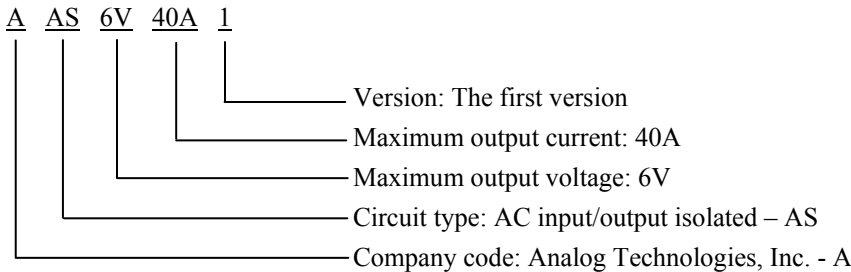 A AS 6V 40A 1
Version: The first version
Maximum output current: 40A
Maximum output voltage: 6V
Circuit type: AC input/output isolated – AS
Company code: Analog Technologies, Inc. - A